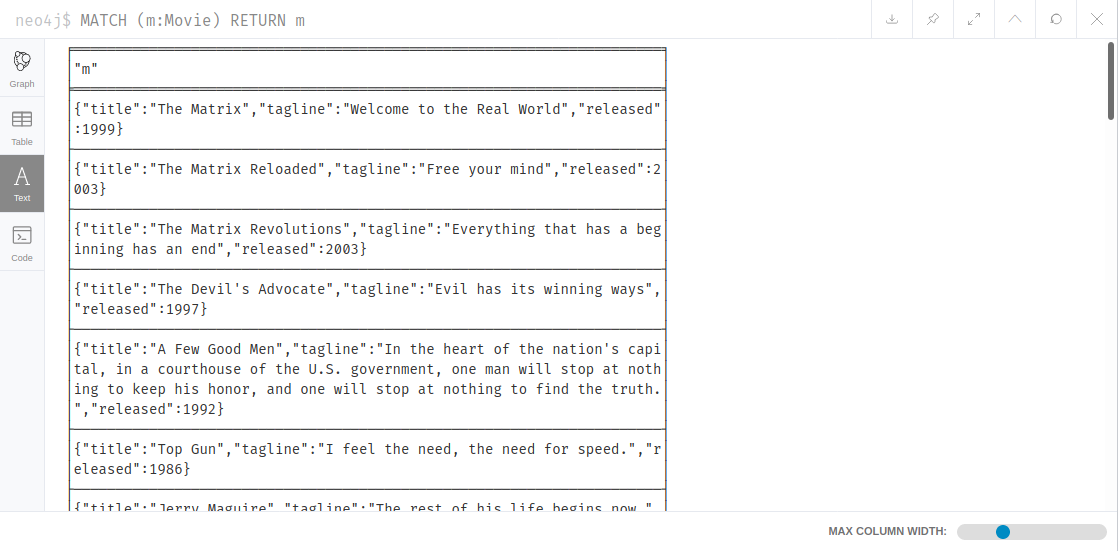 neo4j$ MATCH (m:Movie) RETURN m
Graph
Table
Text
Code
"m"
{"title":"The Matrix","tagline":"Welcome to the Real World","released"
:1999}
{"title":"The Matrix Reloaded","tagline":"Free your mind","released":2
003}
{"title":"The Matrix Revolutions","tagline":"Everything that has a beg
inning has an end","released":2003}
{"title":"The Devil's Advocate","tagline":"Evil has its winning ways",
"released":1997}
{"title":"A Few Good Men","tagline":"In the heart of the nation's capi
tal, in a courthouse of the U.S. government, one man will stop at noth
ing to keep his honor, and one will stop at nothing to find the truth.
","released":1992}
{"title":"Top Gun","tagline":"I feel the need, the need for speed.","r
eleased":1986}
{"title":"Jerry Maguire","tagline":"The rest of his life begins now.",
MAX COLUMN WIDTH: